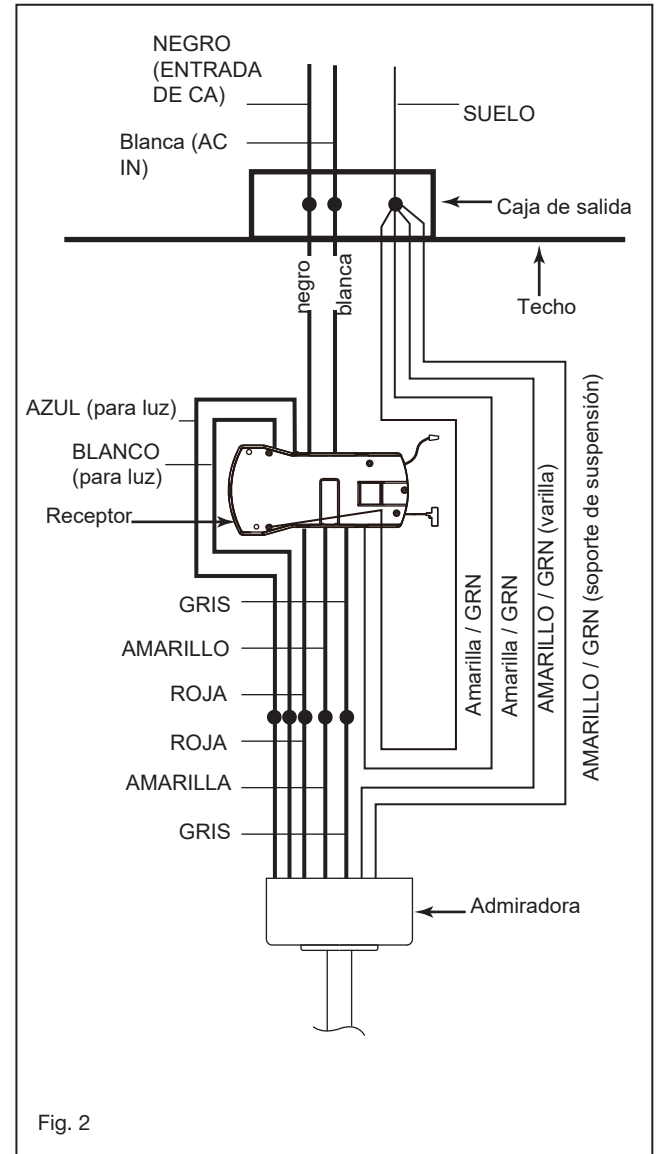 NEGRO
(ENTRADA
DE CA)
SUELO
Blanca (AC
IN)
Caja de salida
negro
blanca
Techo
AZUL (para luz)
BLANCO
(para luz)
Receptor
GRIS
AMARILLO
ROJA
ROJA
AMARILLA
GRIS
Amarilla / GRN
Amarilla / GRN
AMARILLO / GRN (varilla)
AMARILLO / GRN (soporte de suspensión)
Admiradora
Fig. 2